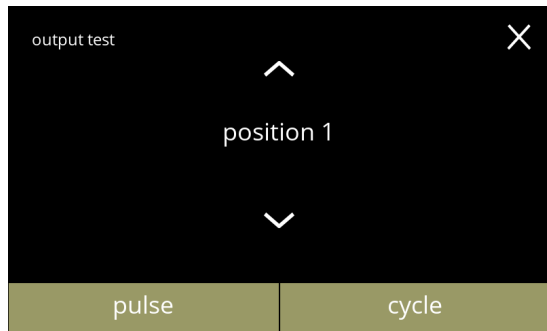 output test
position 1
pulse
cycle